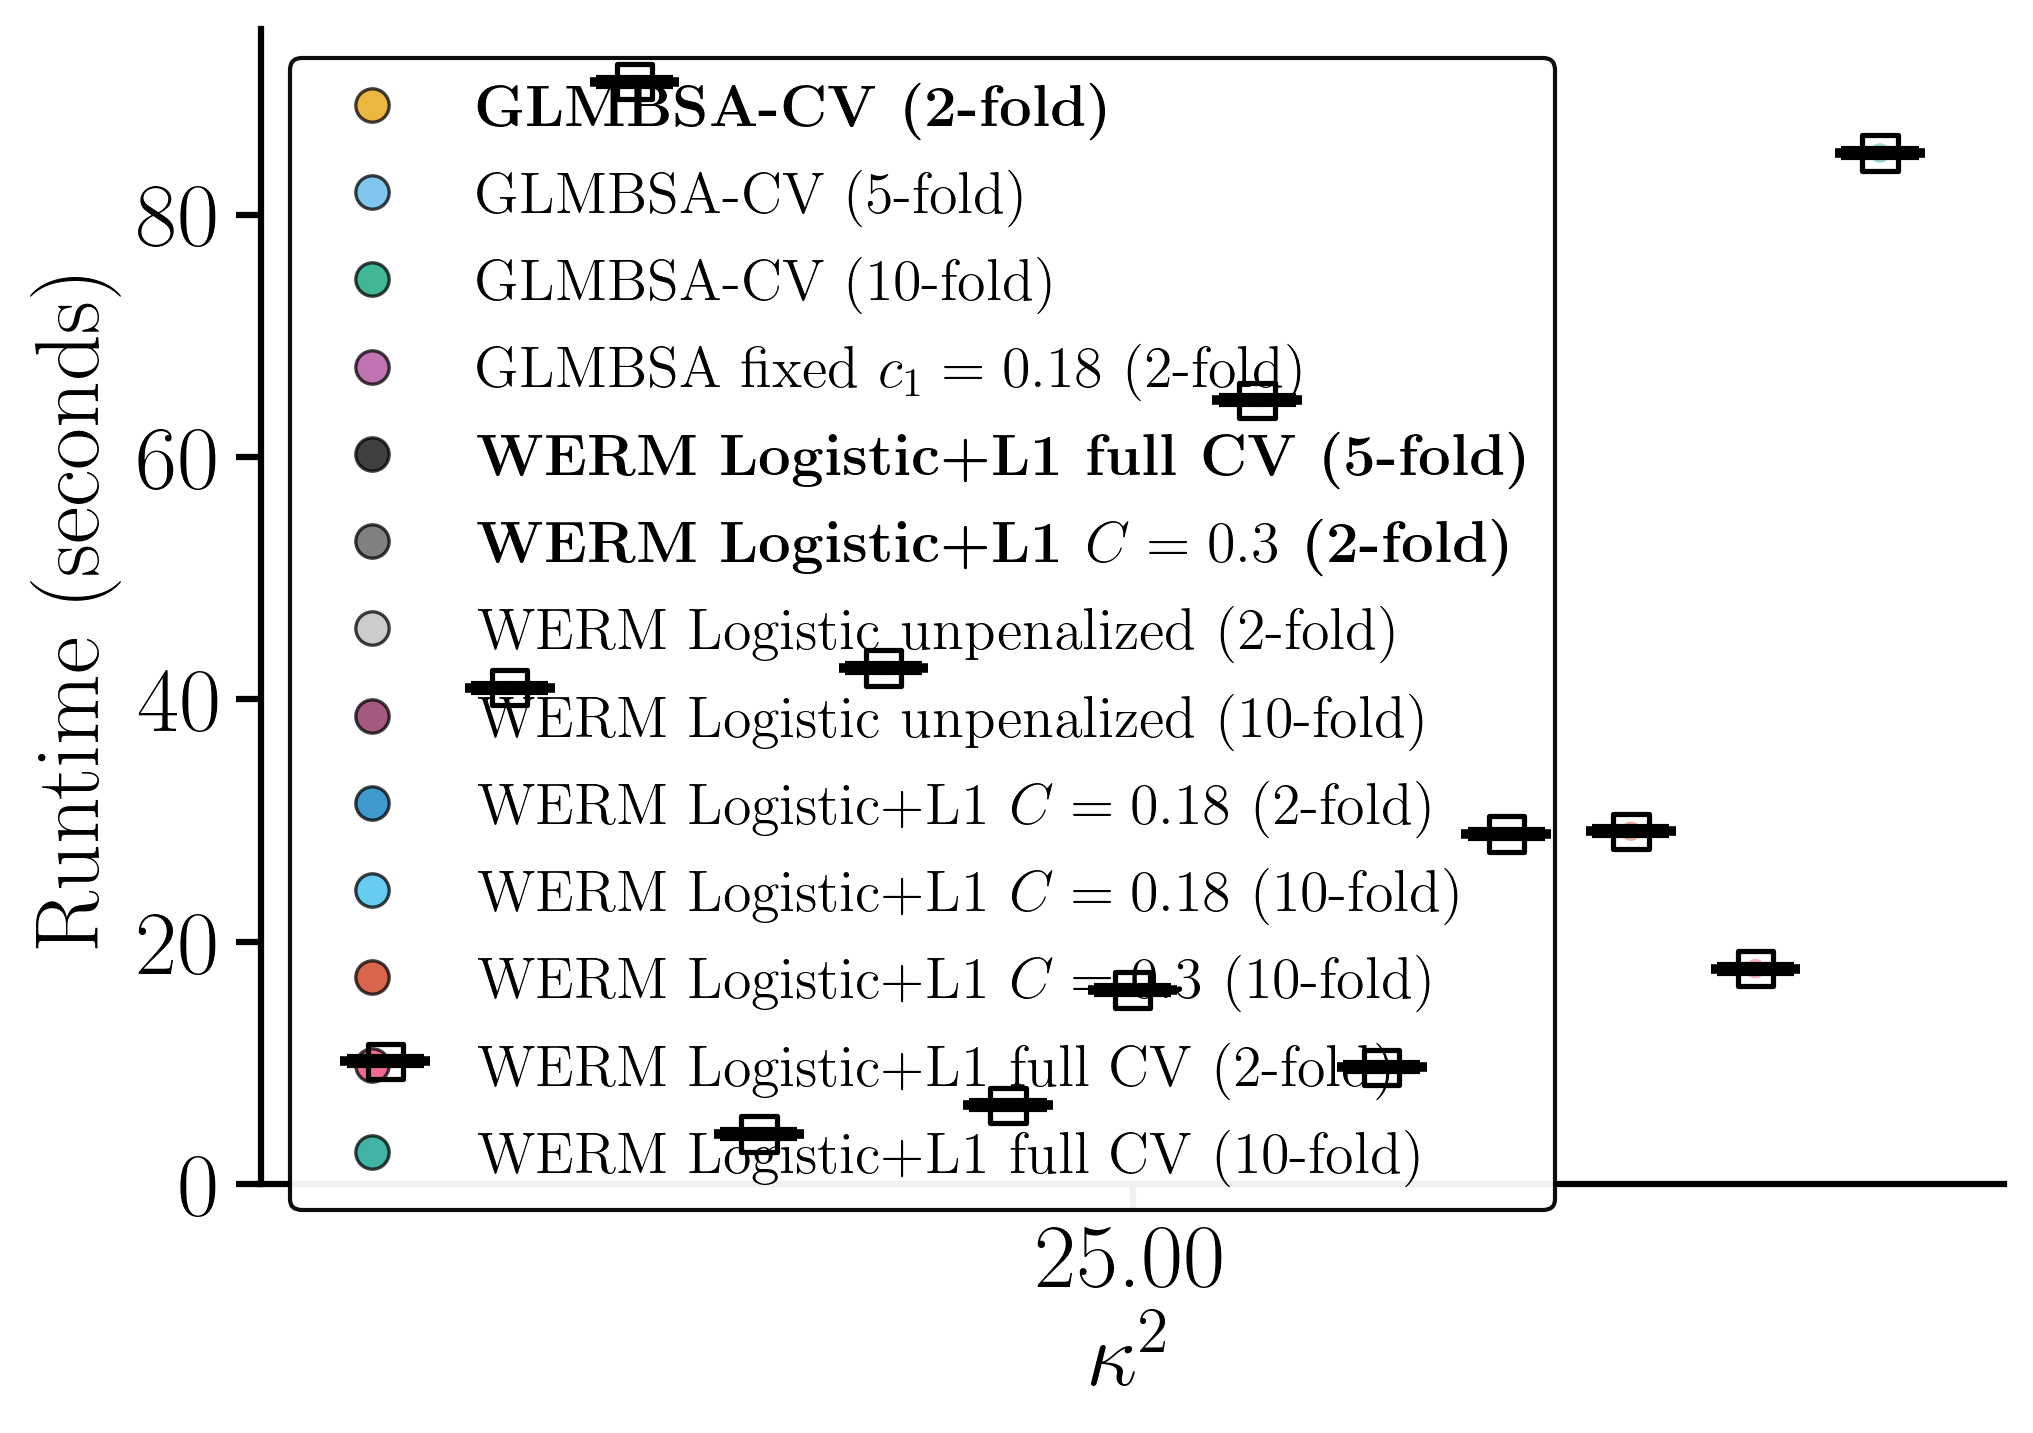 GLMBSA-CV (2-fold)
GLMBSA-CV (5-fold)
GLMBSA-CV (10-fold)
GLMBSA fixed c₁ = 0.18 (2-fold)
WERM Logistic+L1 full CV (5-fold)
WERM Logistic+L1 C = 0.3 (2-fold)
WERM Logistic unpenalized (2-fold)
WERM Logistic unpenalized (10-fold)
WERM Logistic+L1 C = 0.18 (2-fold)
WERM Logistic+L1 C = 0.18 (10-fold)
WERM Logistic+L1 C = 0.3 (10-fold)
WERM Logistic+L1 full CV (2-fold)
WERM Logistic+L1 full CV (10-fold)
Runtime (seconds)
80
60
40
20
0
25.00
κ²